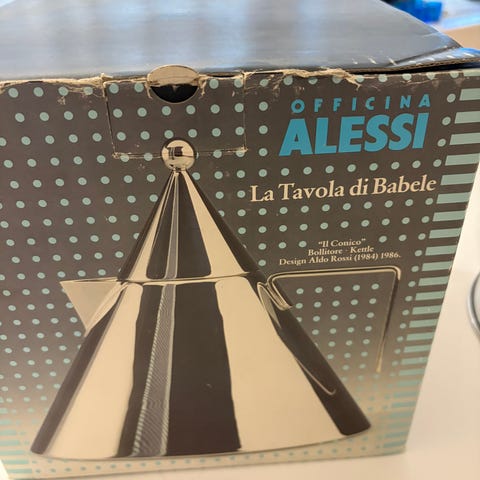 OFFICINA
ALESSI
La Tavola di Babele
"Il Conico"
Bollitore - Kettle
Design Aldo Rossi (1984) 1986.